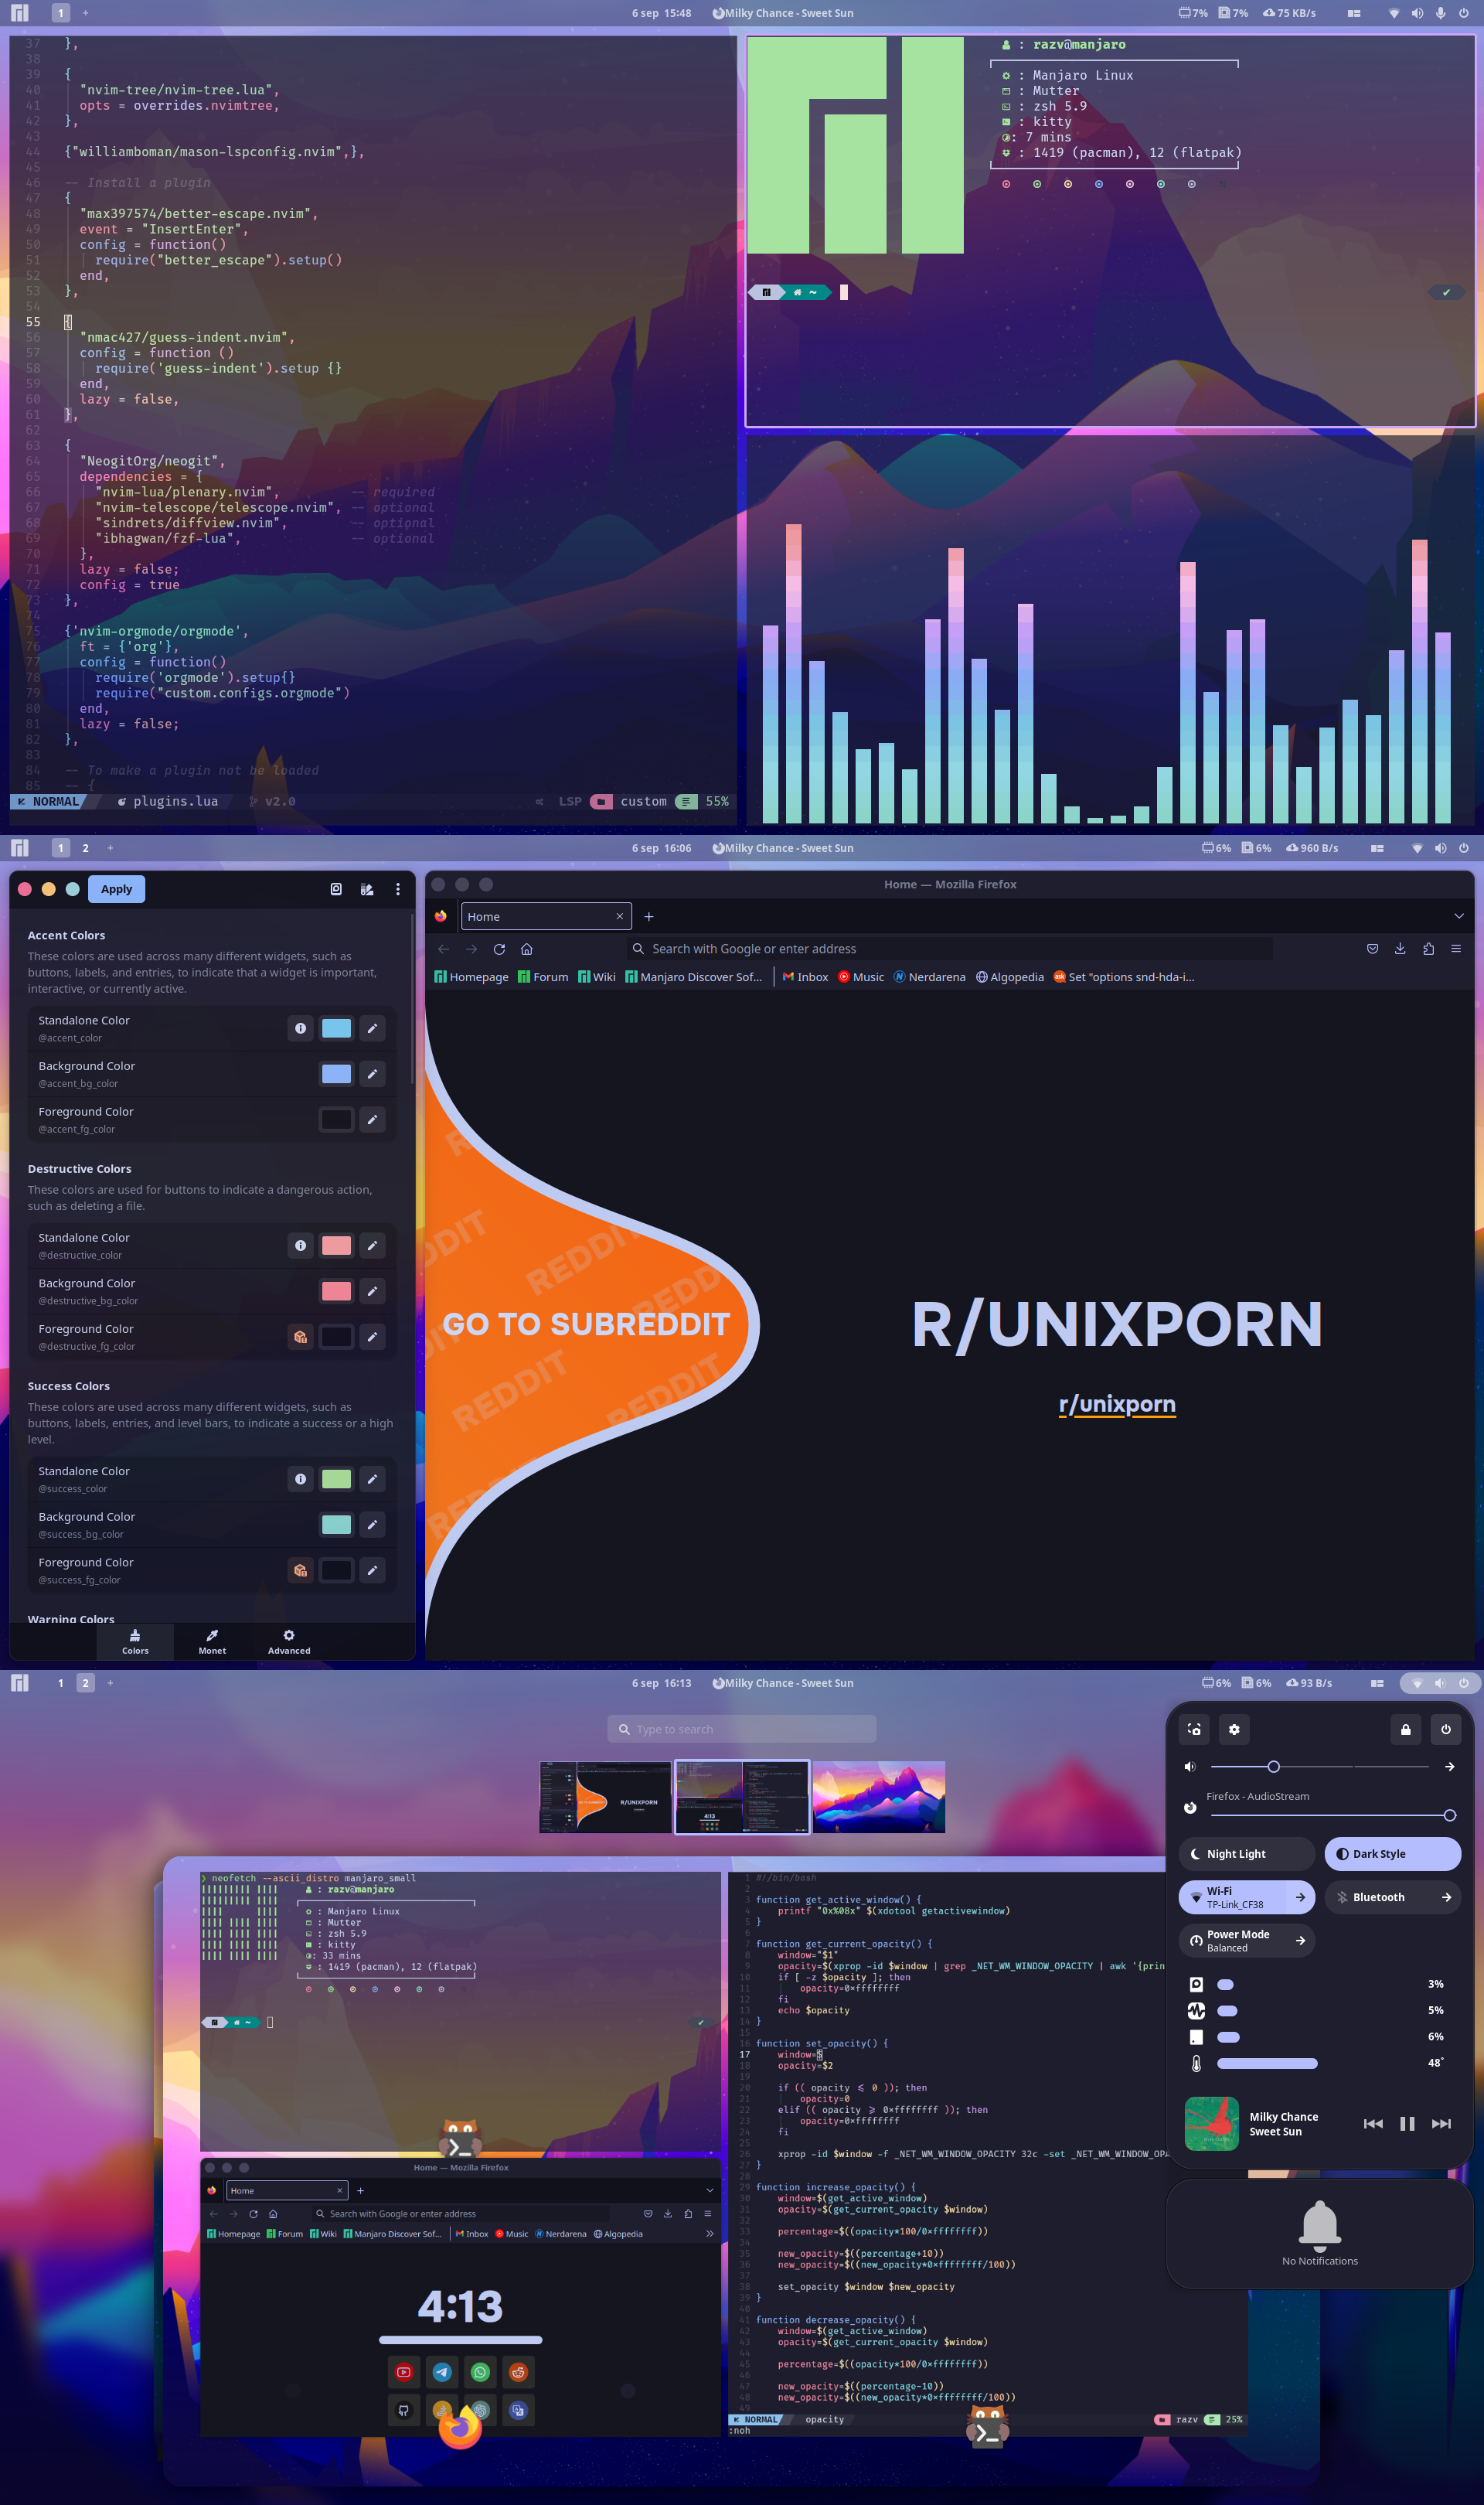 1 +
6 sep 15:48
Milky Chance - Sweet Sun
7% 7% 75 KB/s
37 },
38
39 {
40 "nvim-tree/nvim-tree.lua",
41 opts = overrides.nvimtree,
42 },
43
44 {"williamboman/mason-lspconfig.nvim",},
45
46 -- Install a plugin
47 {
48 "max397574/better-escape.nvim",
49 event = "InsertEnter",
50 config = function()
51 require("better_escape").setup()
52 end,
53 },
54
55 {
56 "nmac427/guess-indent.nvim",
57 config = function ()
58 require('guess-indent').setup {}
59 end,
60 lazy = false,
61 },
62
63 {
64 "NeogitOrg/neogit",
65 dependencies = {
66 "nvim-lua/plenary.nvim", -- required
67 "nvim-telescope/telescope.nvim", -- optional
68 "sindrets/diffview.nvim", -- optional
69 "ibhagwan/fzf-lua", -- optional
70 },
71 lazy = false;
72 config = true
73 },
74
75 {'nvim-orgmode/orgmode',
76 ft = {'org'},
77 config = function()
78 require('orgmode').setup{}
79 require("custom.configs.orgmode")
80 end,
81 lazy = false;
82 },
83
84 -- To make a plugin not be loaded
85 -- {
NORMAL plugins.lua v2.0 LSP custom 55%
: razv@manjaro
: Manjaro Linux
: Mutter
: zsh 5.9
: kitty
: 7 mins
: 1419 (pacman), 12 (flatpak)
~
1 2 +
6 sep 16:06
Milky Chance - Sweet Sun
6% 6% 960 B/s
Apply
Accent Colors
These colors are used across many different widgets, such as
buttons, labels, and entries, to indicate that a widget is important,
interactive, or currently active.
Standalone Color
@accent_color
Background Color
@accent_bg_color
Foreground Color
@accent_fg_color
Destructive Colors
These colors are used for buttons to indicate a dangerous action,
such as deleting a file.
Standalone Color
@destructive_color
Background Color
@destructive_bg_color
Foreground Color
@destructive_fg_color
Success Colors
These colors are used across many different widgets, such as
buttons, labels, entries, and level bars, to indicate a success or a high
level.
Standalone Color
@success_color
Background Color
@success_bg_color
Foreground Color
@success_fg_color
Warning Colors
Colors Monet Advanced
Home — Mozilla Firefox
Home
Search with Google or enter address
Homepage Forum Wiki Manjaro Discover Sof... Inbox Music Nerdarena Algopedia Set "options snd-hda-i...
REDDIT
REDDIT
GO TO SUBREDDIT
REDDIT
REDDIT
R/UNIXPORN
r/unixporn
1 2 +
6 sep 16:13
Milky Chance - Sweet Sun
6% 6% 93 B/s
Type to search
R/UNIXPORN
4:13
neofetch --ascii_distro manjaro_small
: razv@manjaro
: Manjaro Linux
: Mutter
: zsh 5.9
: kitty
: 33 mins
: 1419 (pacman), 12 (flatpak)
~
Home — Mozilla Firefox
Home
Search with Google or enter address
Homepage Forum Wiki Manjaro Discover Sof... Inbox Music Nerdarena Algopedia
4:13
1 #//bin/bash
2
3 function get_active_window() {
4 printf "0x%08x" $(xdotool getactivewindow)
5 }
6
7 function get_current_opacity() {
8 window="$1"
9 opacity=$(xprop -id $window | grep _NET_WM_WINDOW_OPACITY | awk '{prin
10 if [ -z $opacity ]; then
11 opacity=0xffffffff
12 fi
13 echo $opacity
14 }
15
16 function set_opacity() {
17 window=$
18 opacity=$2
19
20 if (( opacity <= 0 )); then
21 opacity=0
22 elif (( opacity >= 0xffffffff )); then
23 opacity=0xffffffff
24 fi
25
26 xprop -id $window -f _NET_WM_WINDOW_OPACITY 32c -set _NET_WM_WINDOW_OPA
27 }
28
29 function increase_opacity() {
30 window=$(get_active_window)
31 opacity=$(get_current_opacity $window)
32
33 percentage=$((opacity*100/0xffffffff))
34
35 new_opacity=$((percentage+10))
36 new_opacity=$((new_opacity*0xffffffff/100))
37
38 set_opacity $window $new_opacity
39 }
40
41 function decrease_opacity() {
42 window=$(get_active_window)
43 opacity=$(get_current_opacity $window)
44
45 percentage=$((opacity*100/0xffffffff))
46
47 new_opacity=$((percentage-10))
48 new_opacity=$((new_opacity*0xffffffff/100))
49
NORMAL opacity razv 25%
:noh
Firefox - AudioStream
Night Light Dark Style
Wi-Fi
TP-Link_CF38
Bluetooth
Power Mode
Balanced
3%
5%
6%
48°
Milky Chance
Sweet Sun
No Notifications